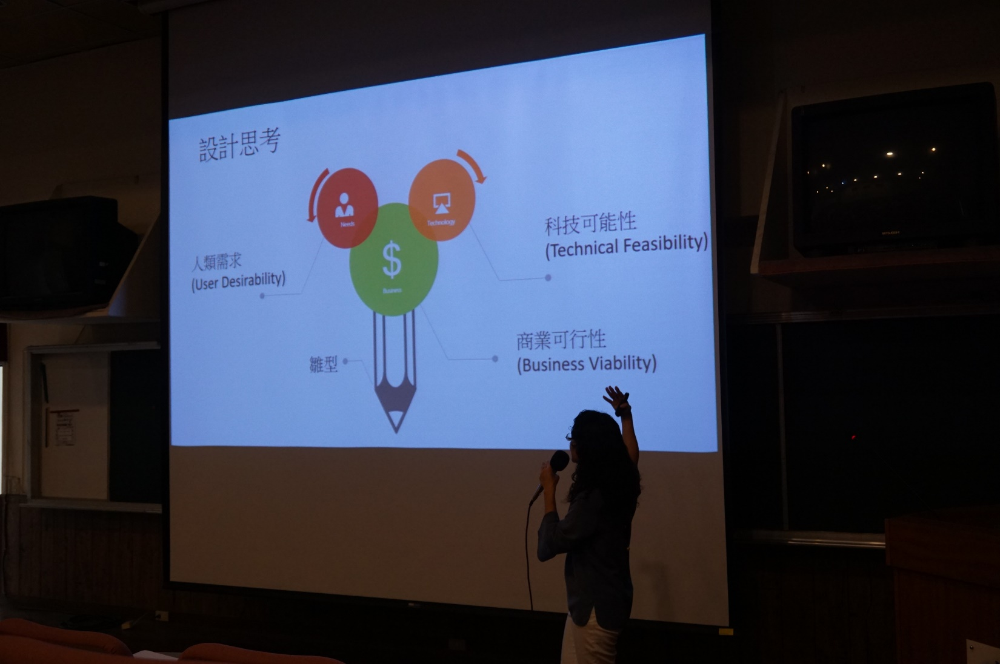 設計思考
Needs
Technology
$
Business
人類需求
(User Desirability)
科技可能性
(Technical Feasibility)
商業可行性
(Business Viability)
雛型
MITSUBISHI